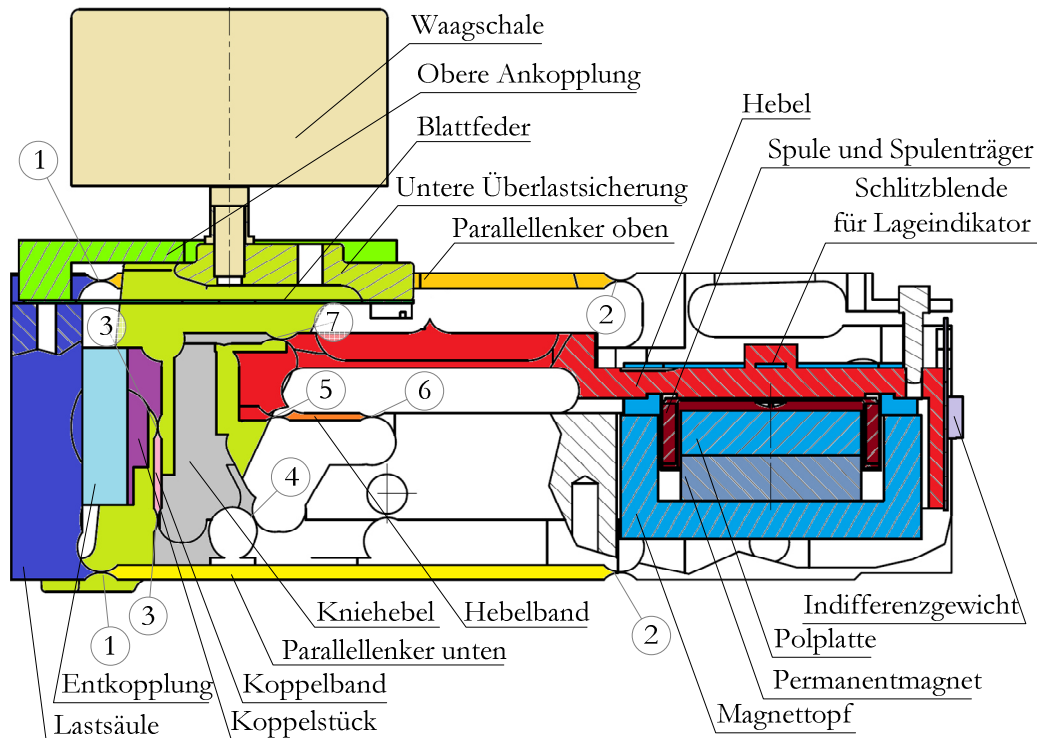 Waagschale
Obere Ankopplung
Hebel
Blattfeder
Spule und Spulenträger
1
Untere Überlastsicherung
Schlitzblende
für Lageindikator
Parallellenker oben
2
3
7
5
6
4
Indifferenzgewicht
Kniehebel
Hebelband
3
1
2
Polplatte
Parallellenker unten
Entkopplung
Koppelband
Permanentmagnet
Lastsäule
Koppelstück
Magnettopf